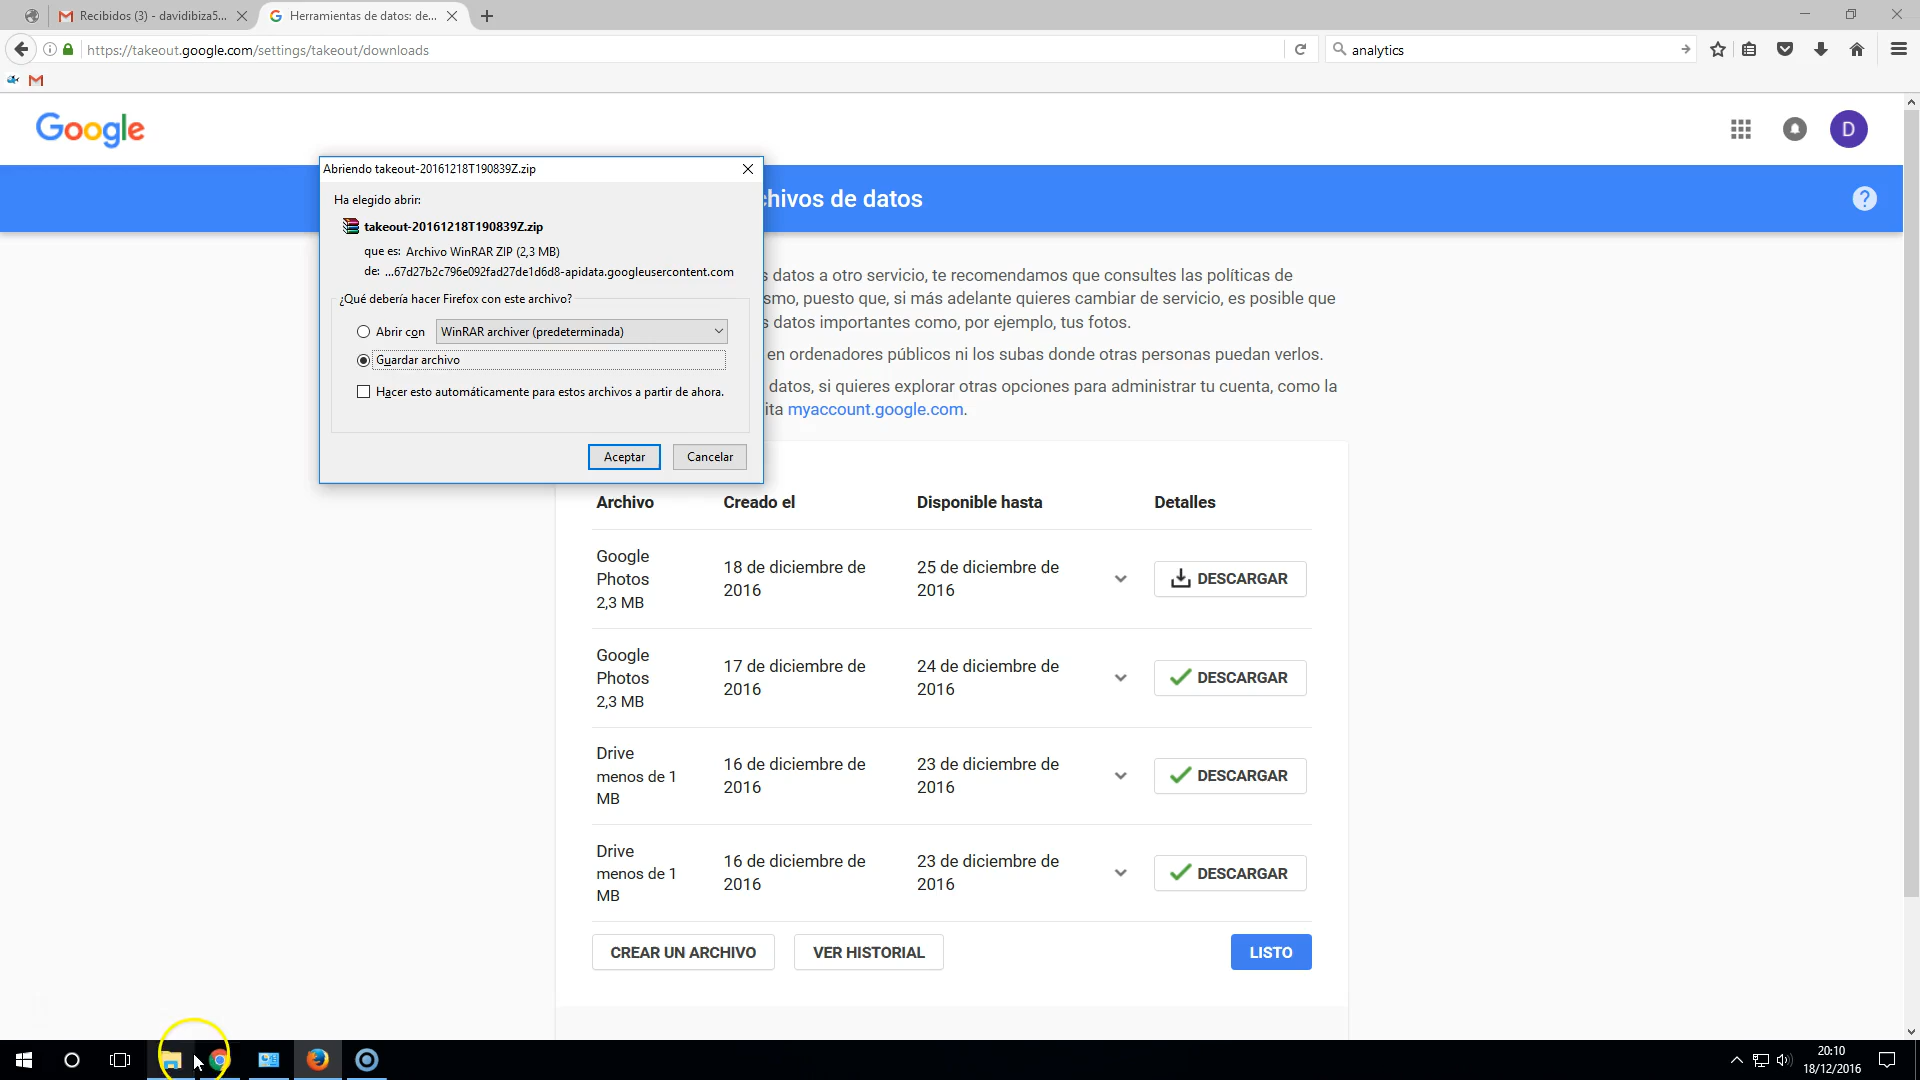 Recibidos (3) - davidibiza5...
Herramientas de datos: de...
https://takeout.google.com/settings/takeout/downloads
analytics
Google
D
Abriendo takeout-20161218T190839Z.zip
Ha elegido abrir:
takeout-20161218T190839Z.zip
que es: Archivo WinRAR ZIP (2,3 MB)
de: ...67d27b2c796e092fad27de1d6d8-apidata.googleusercontent.com
¿Qué debería hacer Firefox con este archivo?
Abrir con
WinRAR archiver (predeterminada)
Guardar archivo
Hacer esto automáticamente para estos archivos a partir de ahora.
Aceptar
Cancelar
chivos de datos
?
s datos a otro servicio, te recomendamos que consultes las políticas de
smo, puesto que, si más adelante quieres cambiar de servicio, es posible que
s datos importantes como, por ejemplo, tus fotos.
en ordenadores públicos ni los subas donde otras personas puedan verlos.
datos, si quieres explorar otras opciones para administrar tu cuenta, como la
ita myaccount.google.com.
Archivo Creado el Disponible hasta Detalles
Google
Photos
2,3 MB
18 de diciembre de
2016
25 de diciembre de
2016
DESCARGAR
Google
Photos
2,3 MB
17 de diciembre de
2016
24 de diciembre de
2016
DESCARGAR
Drive
menos de 1
MB
16 de diciembre de
2016
23 de diciembre de
2016
DESCARGAR
Drive
menos de 1
MB
16 de diciembre de
2016
23 de diciembre de
2016
DESCARGAR
CREAR UN ARCHIVO
VER HISTORIAL
LISTO
20:10
18/12/2016